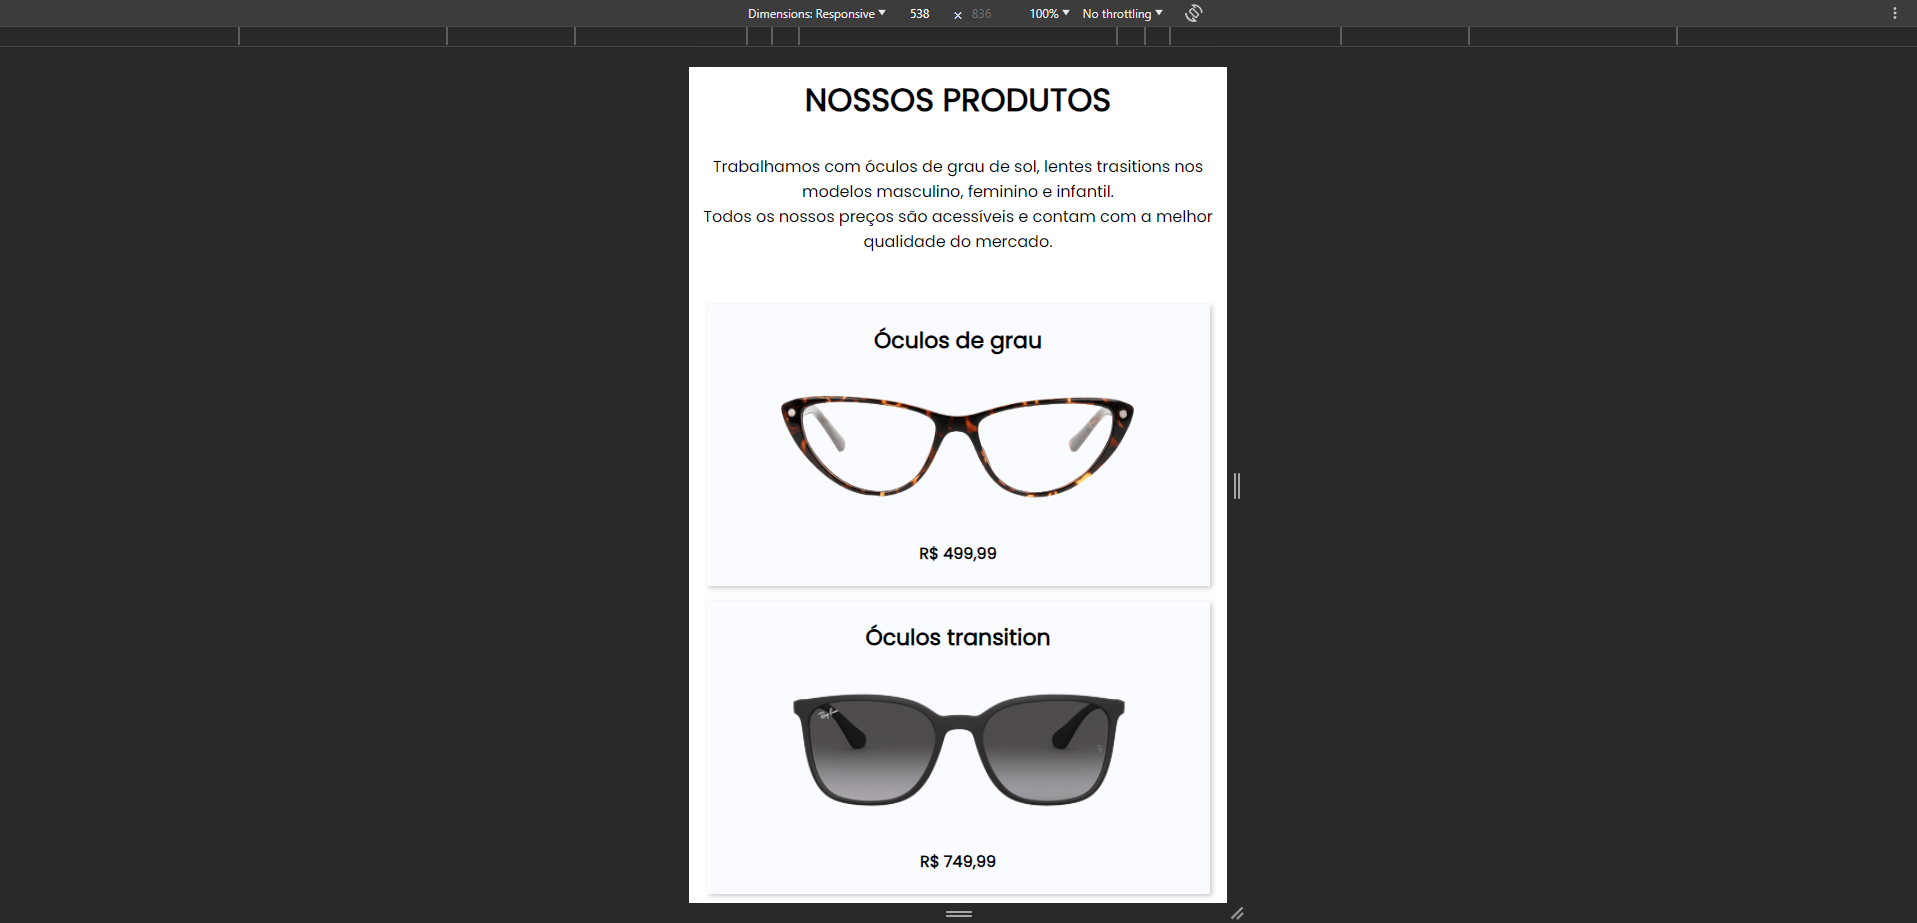 Dimensions: Responsive 538 × 836 100% No throttling
NOSSOS PRODUTOS
Trabalhamos com óculos de grau de sol, lentes trasitions nos
modelos masculino, feminino e infantil.
Todos os nossos preços são acessíveis e contam com a melhor
qualidade do mercado.
Óculos de grau
R$ 499,99
Óculos transition
Ray-Ban
R$ 749,99